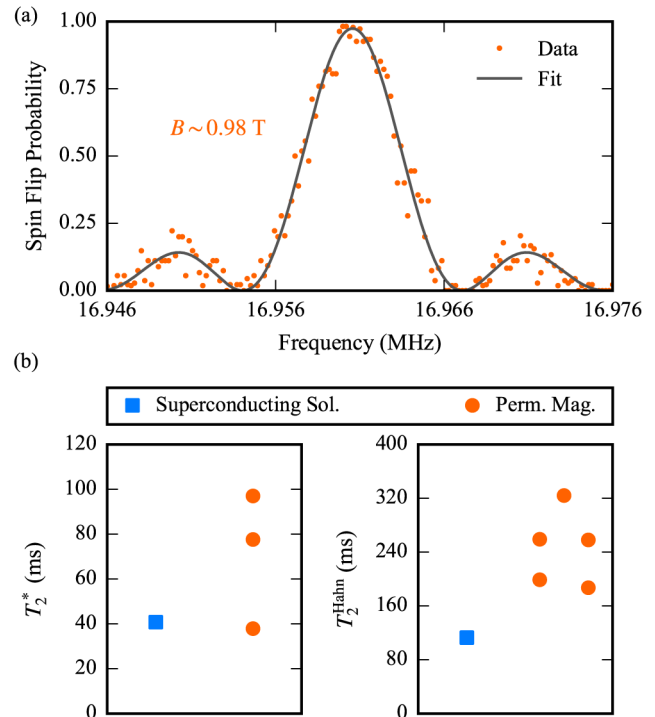 (a)
1.00
0.75
0.50
0.25
0.00
Spin Flip Probability
B ~ 0.98 T
Data
Fit
16.946
16.956
16.966
16.976
Frequency (MHz)
(b)
Superconducting Sol.
Perm. Mag.
120
100
80
60
40
20
0
T₂* (ms)
400
320
240
160
80
0
T₂ᴴᵃʰⁿ (ms)